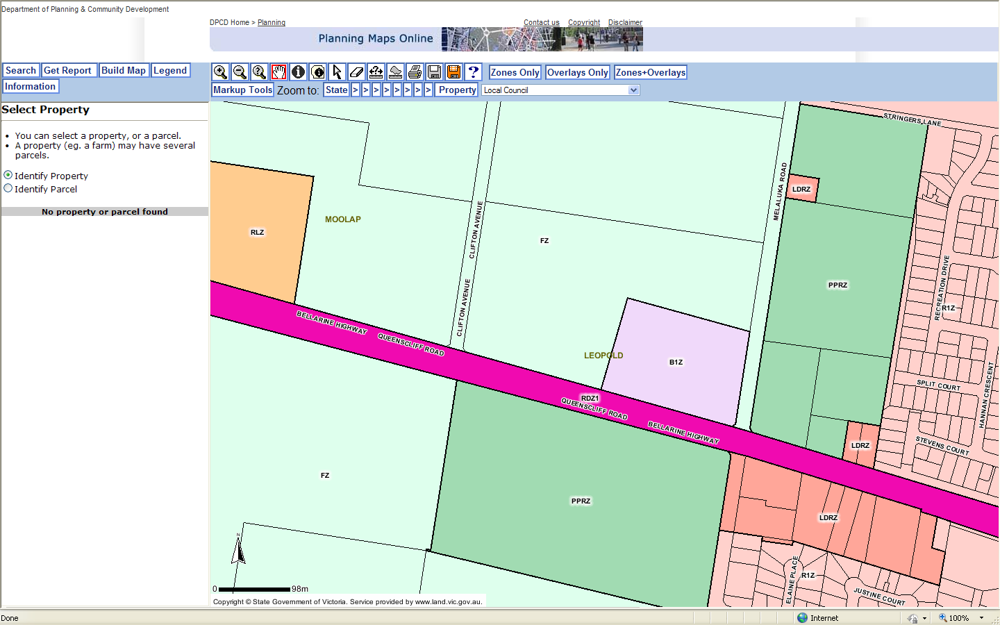 Department of Planning & Community Development
DPCD Home > Planning
Contact us Copyright Disclaimer
Planning Maps Online
Search Get Report Build Map Legend
Information
Zones Only Overlays Only Zones+Overlays
Markup Tools Zoom to: State > > > > > > > > Property Local Council
Select Property
• You can select a property, or a parcel.
• A property (eg. a farm) may have several
parcels.
Identify Property
Identify Parcel
No property or parcel found
STRINGERS LANE
MELALUKA ROAD
LDRZ
CLIFTON AVENUE
MOOLAP
RLZ
FZ
PPRZ
RECREATION DRIVE
R1Z
CLIFTON AVENUE
BELLARINE HIGHWAY
QUEENSCLIFF ROAD
LEOPOLD
B1Z
SPLIT COURT
HANNAN CRESCENT
RDZ1
QUEENSCLIFF ROAD
BELLARINE HIGHWAY
STEVENS COURT
LDRZ
FZ
PPRZ
LDRZ
N
ELAINE PLACE
R1Z
JUSTINE COURT
0 98m
Copyright © State Government of Victoria. Service provided by www.land.vic.gov.au.
Done
Internet
100%